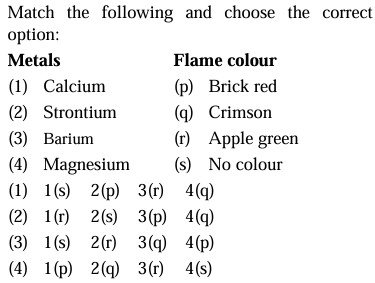 Match the following and choose the correct
option:
Metals Flame colour
(1) Calcium (p) Brick red
(2) Strontium (q) Crimson
(3) Barium (r) Apple green
(4) Magnesium (s) No colour
(1) 1(s) 2(p) 3(r) 4(q)
(2) 1(r) 2(s) 3(p) 4(q)
(3) 1(s) 2(r) 3(q) 4(p)
(4) 1(p) 2(q) 3(r) 4(s)